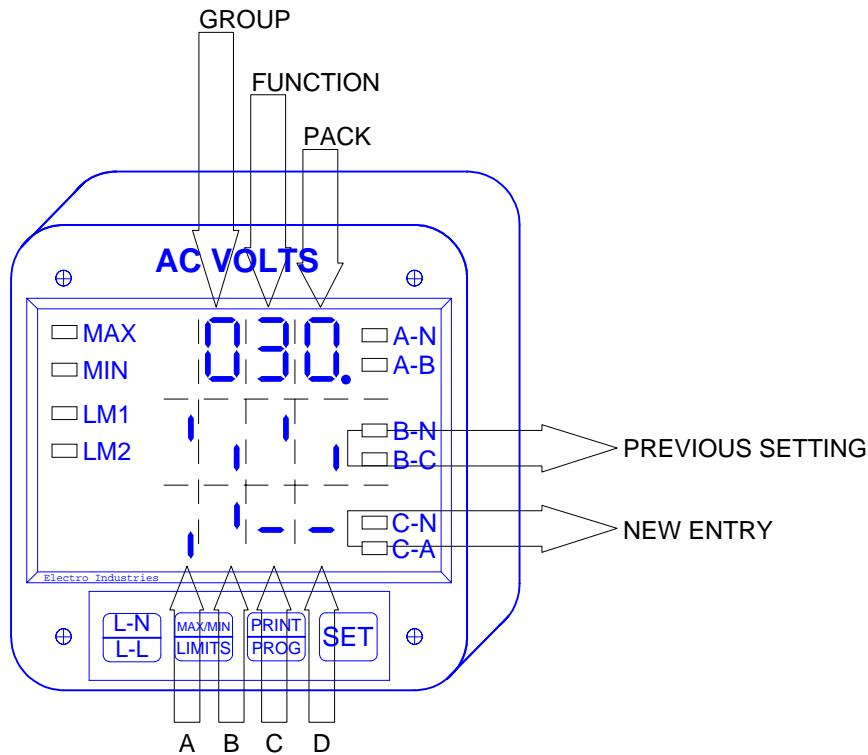 GROUP
FUNCTION
PACK
AC VOLTS
MAX
MIN
LM1
LM2
030.
A-N
A-B
B-N
B-C
C-N
C-A
PREVIOUS SETTING
NEW ENTRY
Electro Industries
L-N
L-L
MAX/MIN
LIMITS
PRINT
PROG
SET
A B C D